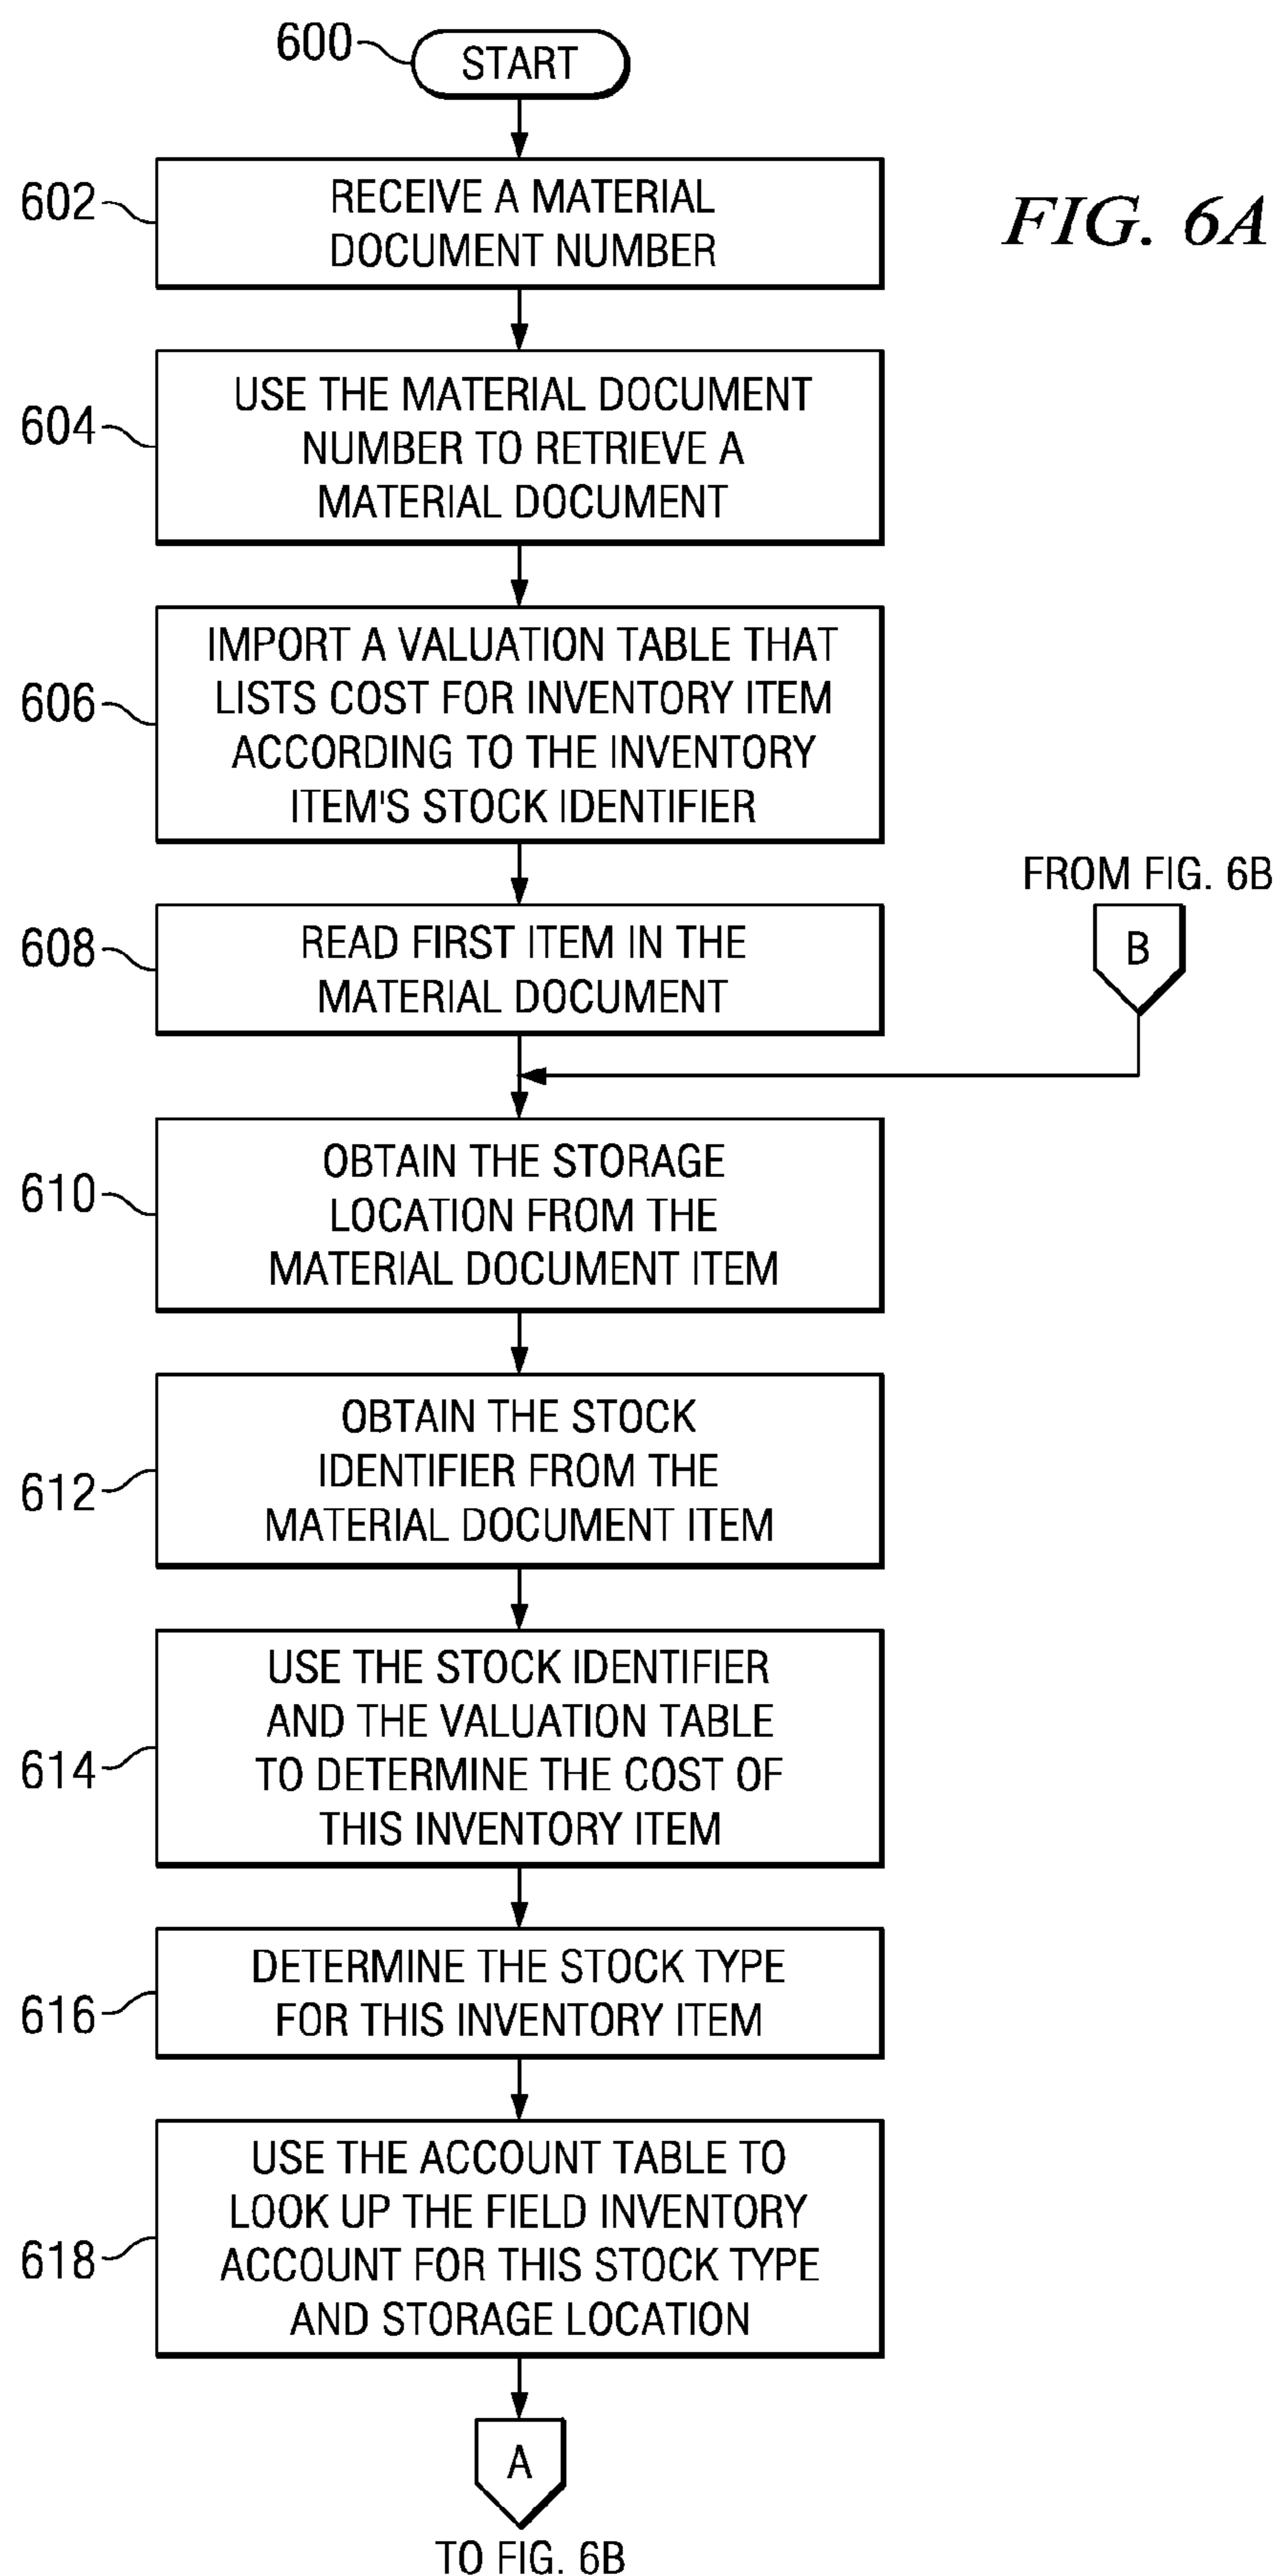 600
START
602
RECEIVE A MATERIAL
DOCUMENT NUMBER
FIG. 6A
604
USE THE MATERIAL DOCUMENT
NUMBER TO RETRIEVE A
MATERIAL DOCUMENT
606
IMPORT A VALUATION TABLE THAT
LISTS COST FOR INVENTORY ITEM
ACCORDING TO THE INVENTORY
ITEM'S STOCK IDENTIFIER
FROM FIG. 6B
B
608
READ FIRST ITEM IN THE
MATERIAL DOCUMENT
610
OBTAIN THE STORAGE
LOCATION FROM THE
MATERIAL DOCUMENT ITEM
612
OBTAIN THE STOCK
IDENTIFIER FROM THE
MATERIAL DOCUMENT ITEM
614
USE THE STOCK IDENTIFIER
AND THE VALUATION TABLE
TO DETERMINE THE COST OF
THIS INVENTORY ITEM
616
DETERMINE THE STOCK TYPE
FOR THIS INVENTORY ITEM
618
USE THE ACCOUNT TABLE TO
LOOK UP THE FIELD INVENTORY
ACCOUNT FOR THIS STOCK TYPE
AND STORAGE LOCATION
A
TO FIG. 6B